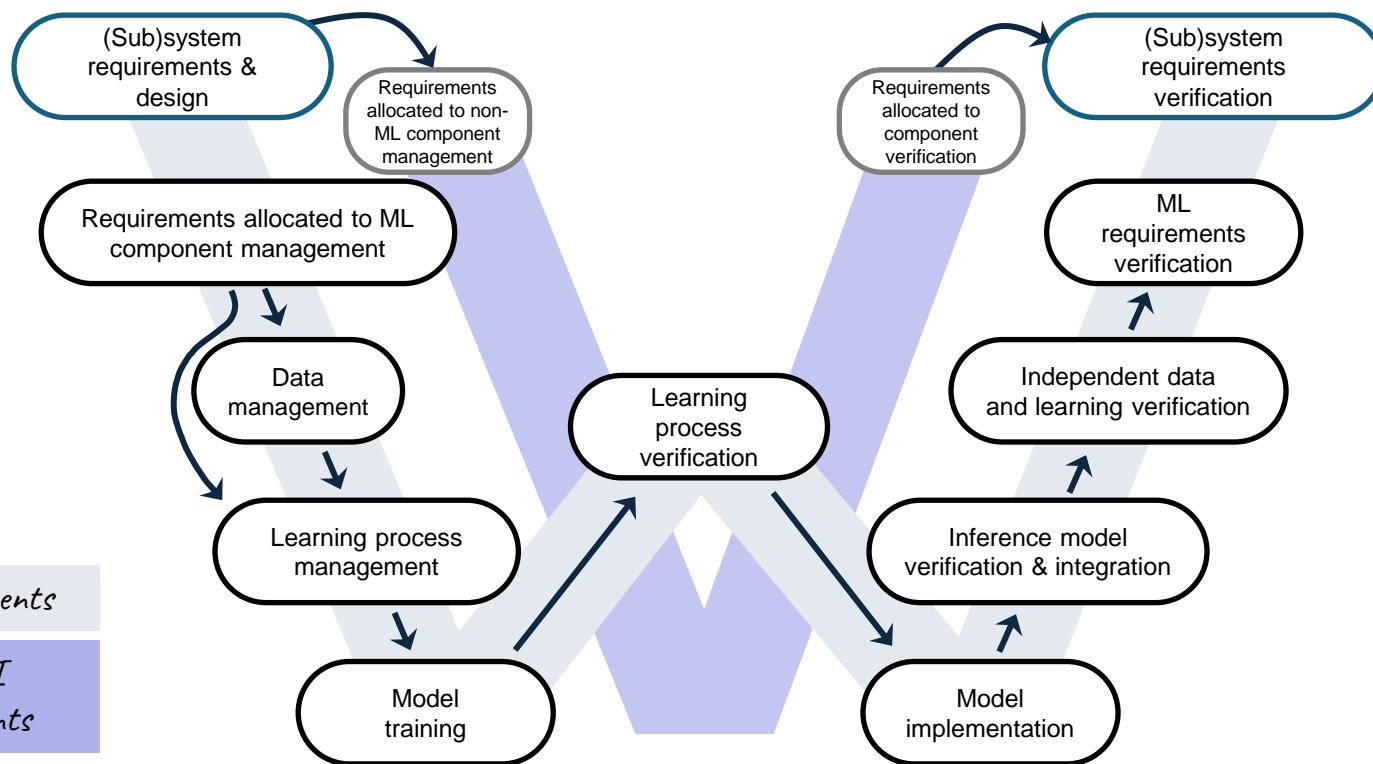 (Sub)system
requirements &
design
Requirements
allocated to non-
ML component
management
Requirements
allocated to
component
verification
(Sub)system
requirements
verification
Requirements allocated to ML
component management
ML
requirements
verification
Data
management
Learning
process
verification
Independent data
and learning verification
Learning process
management
Inference model
verification & integration
Model
training
Model
implementation